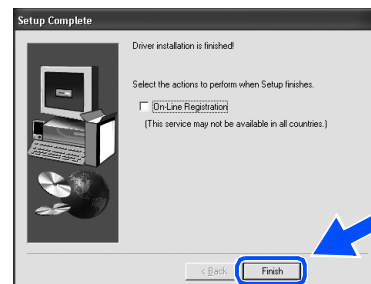 Setup Complete
Driver installation is finished!
Select the actions to perform when Setup finishes.
On-Line Registration
(This service may not be available in all countries.)
< Back
Finish